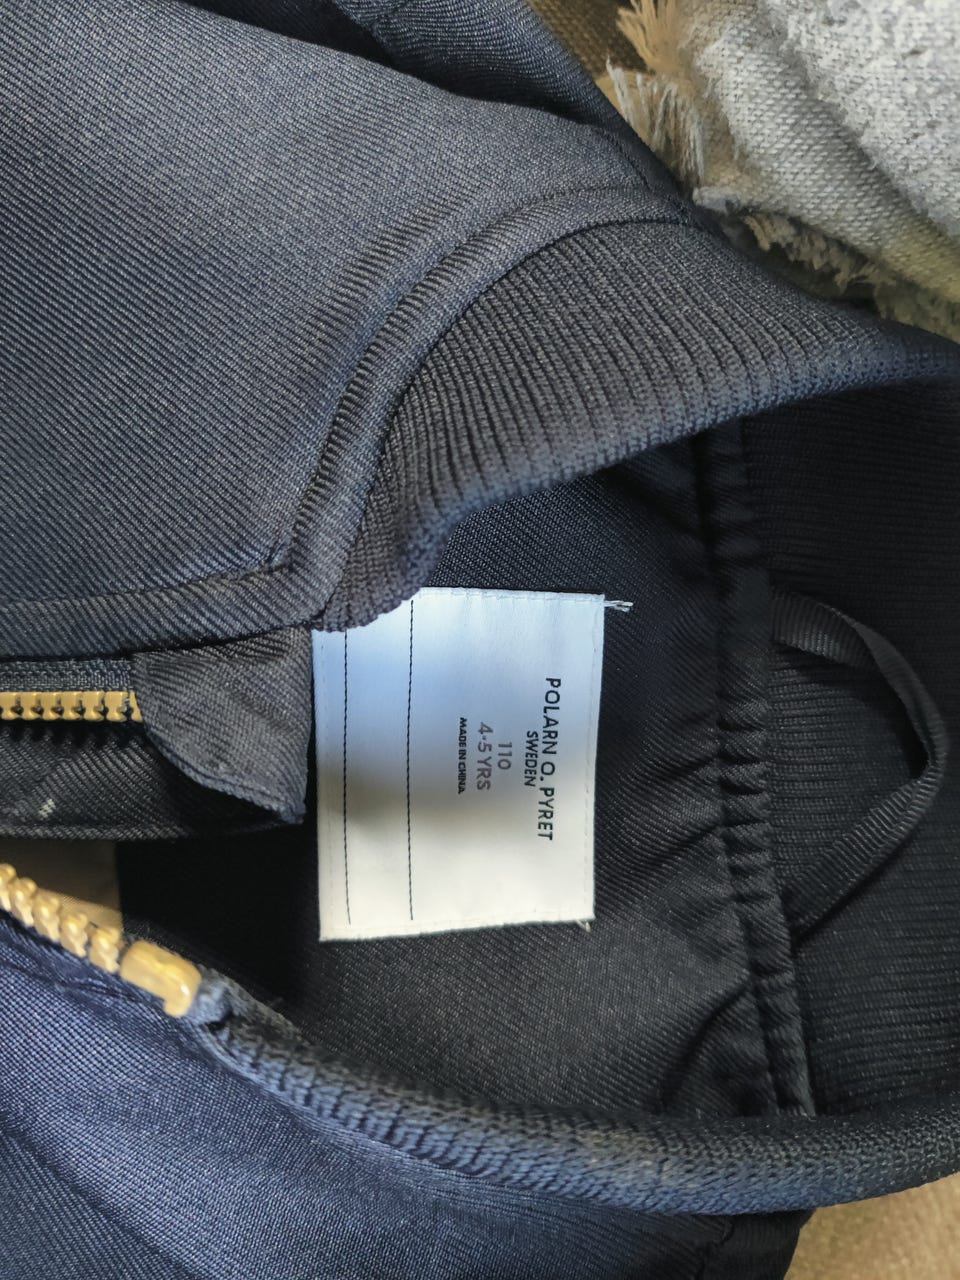 POLARN O. PYRET
SWEDEN
110
4-5 YRS
MADE IN CHINA